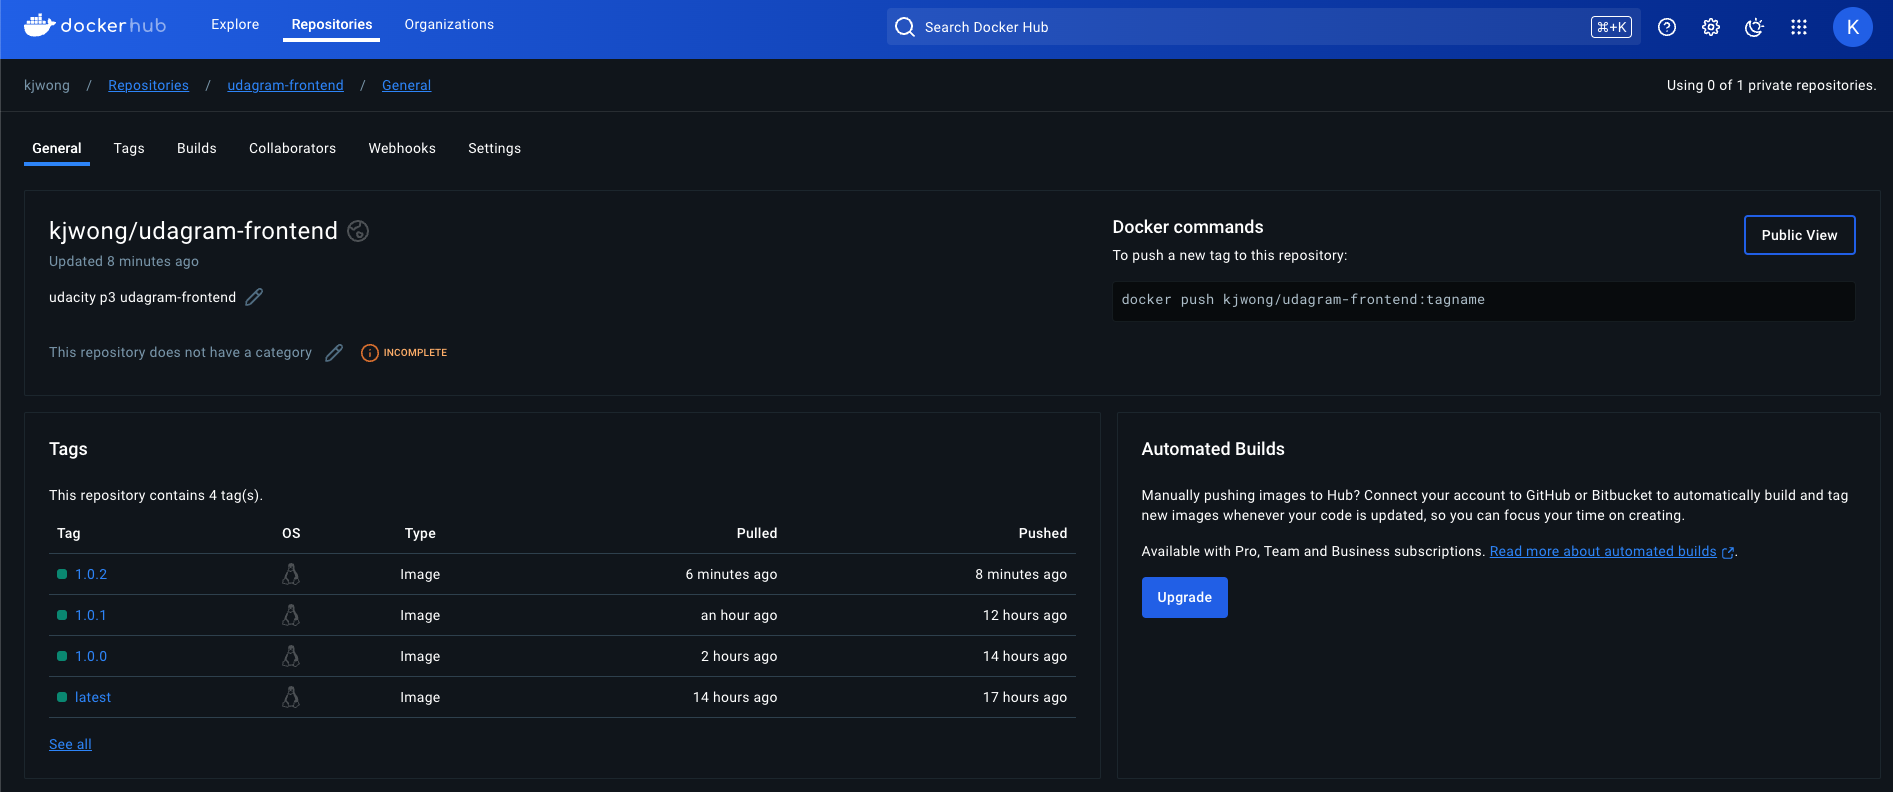 dockerhub Explore Repositories Organizations Search Docker Hub ⌘+K K
kjwong / Repositories / udagram-frontend / General Using 0 of 1 private repositories.
General Tags Builds Collaborators Webhooks Settings
kjwong/udagram-frontend
Updated 8 minutes ago
udacity p3 udagram-frontend
This repository does not have a category INCOMPLETE
Docker commands
Public View
To push a new tag to this repository:
docker push kjwong/udagram-frontend:tagname
Tags
This repository contains 4 tag(s).
Tag OS Type Pulled Pushed
1.0.2 Image 6 minutes ago 8 minutes ago
1.0.1 Image an hour ago 12 hours ago
1.0.0 Image 2 hours ago 14 hours ago
latest Image 14 hours ago 17 hours ago
See all
Automated Builds
Manually pushing images to Hub? Connect your account to GitHub or Bitbucket to automatically build and tag
new images whenever your code is updated, so you can focus your time on creating.
Available with Pro, Team and Business subscriptions. Read more about automated builds.
Upgrade